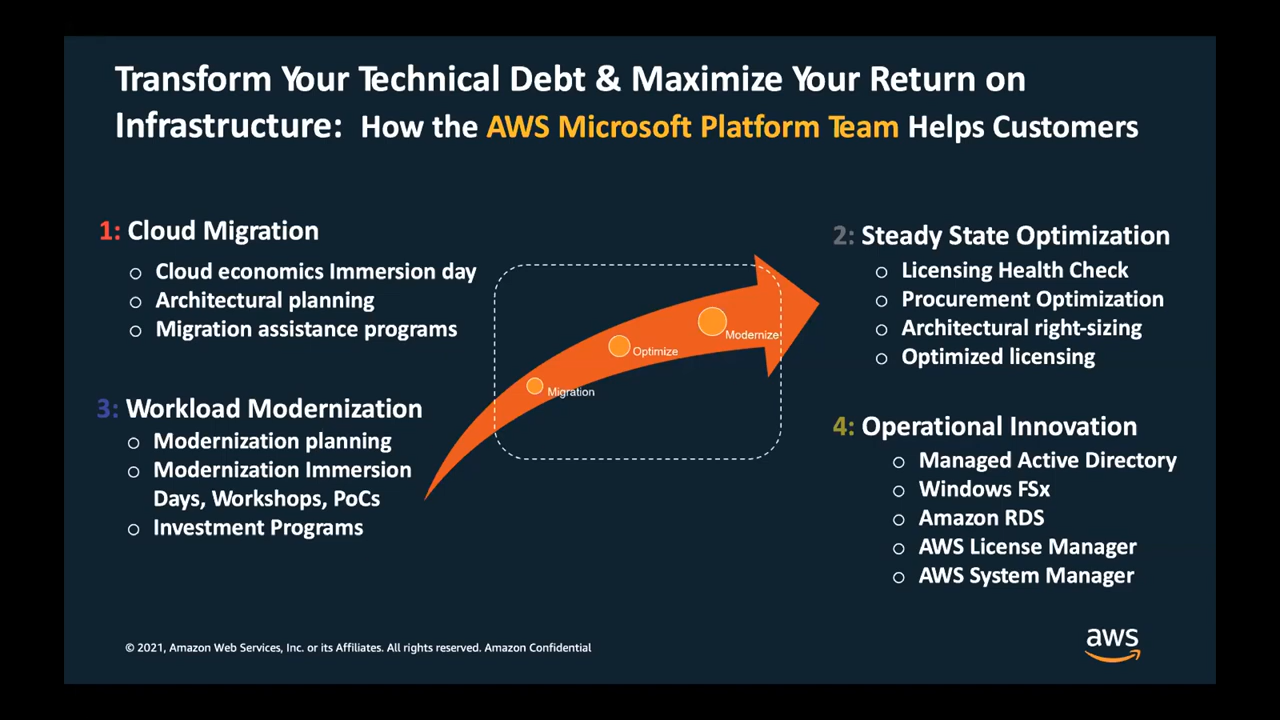 Transform Your Technical Debt & Maximize Your Return on
Infrastructure: How the AWS Microsoft Platform Team Helps Customers
1: Cloud Migration
o Cloud economics Immersion day
o Architectural planning
o Migration assistance programs
2: Steady State Optimization
o Licensing Health Check
o Procurement Optimization
o Architectural right-sizing
o Optimized licensing
Modernize
Optimize
Migration
3: Workload Modernization
o Modernization planning
o Modernization Immersion
Days, Workshops, PoCs
o Investment Programs
4: Operational Innovation
o Managed Active Directory
o Windows FSx
o Amazon RDS
o AWS License Manager
o AWS System Manager
© 2021, Amazon Web Services, Inc. or its Affiliates. All rights reserved. Amazon Confidential
aws